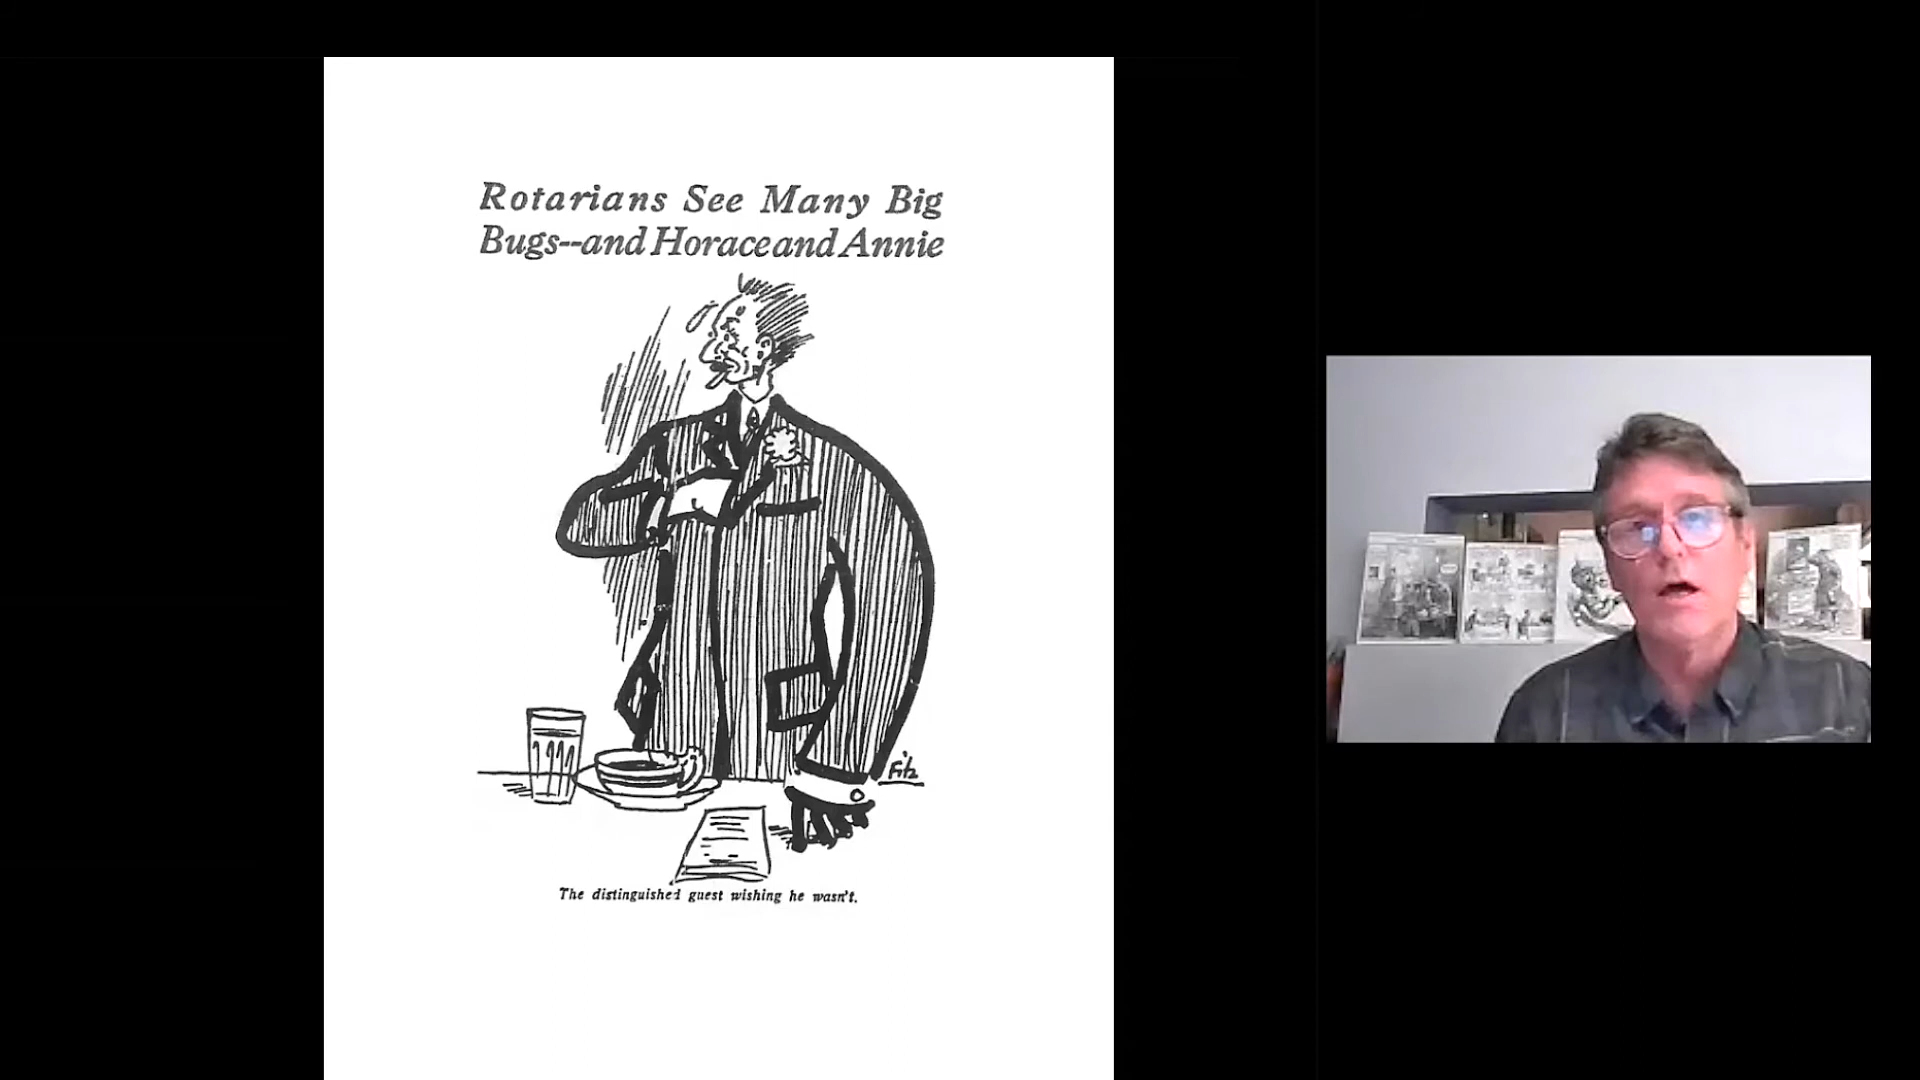 Rotarians See Many Big
Bugs--and Horace and Annie
Fitz
The distinguished guest wishing he wasn't.